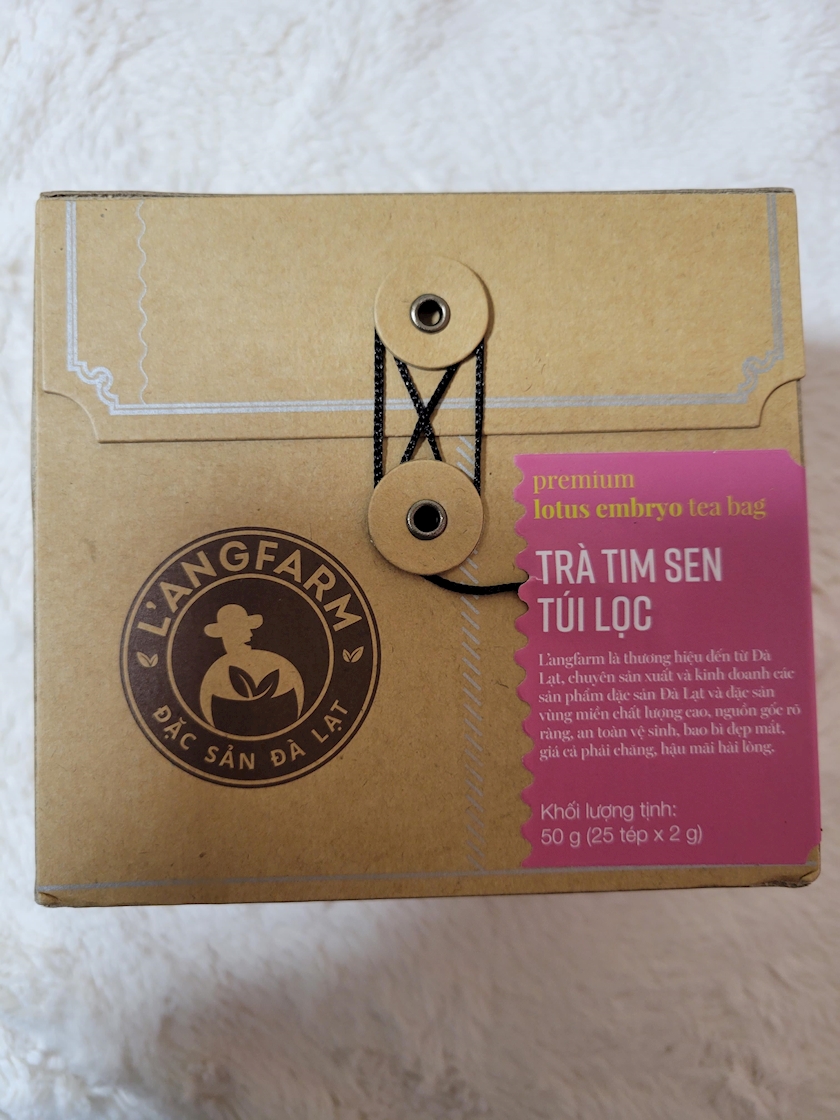 L'ANGFARM
ĐẶC SẢN ĐÀ LẠT
premium
lotus embryo tea bag
TRÀ TIM SEN
TÚI LỌC
L'angfarm là thương hiệu đến từ Đà
Lạt, chuyên sản xuất và kinh doanh các
sản phẩm đặc sản Đà Lạt và đặc sản
vùng miền chất lượng cao, nguồn gốc rõ
ràng, an toàn vệ sinh, bao bì đẹp mắt,
giá cả phải chăng, hậu mãi hài lòng.
Khối lượng tịnh:
50 g (25 tép x 2 g)